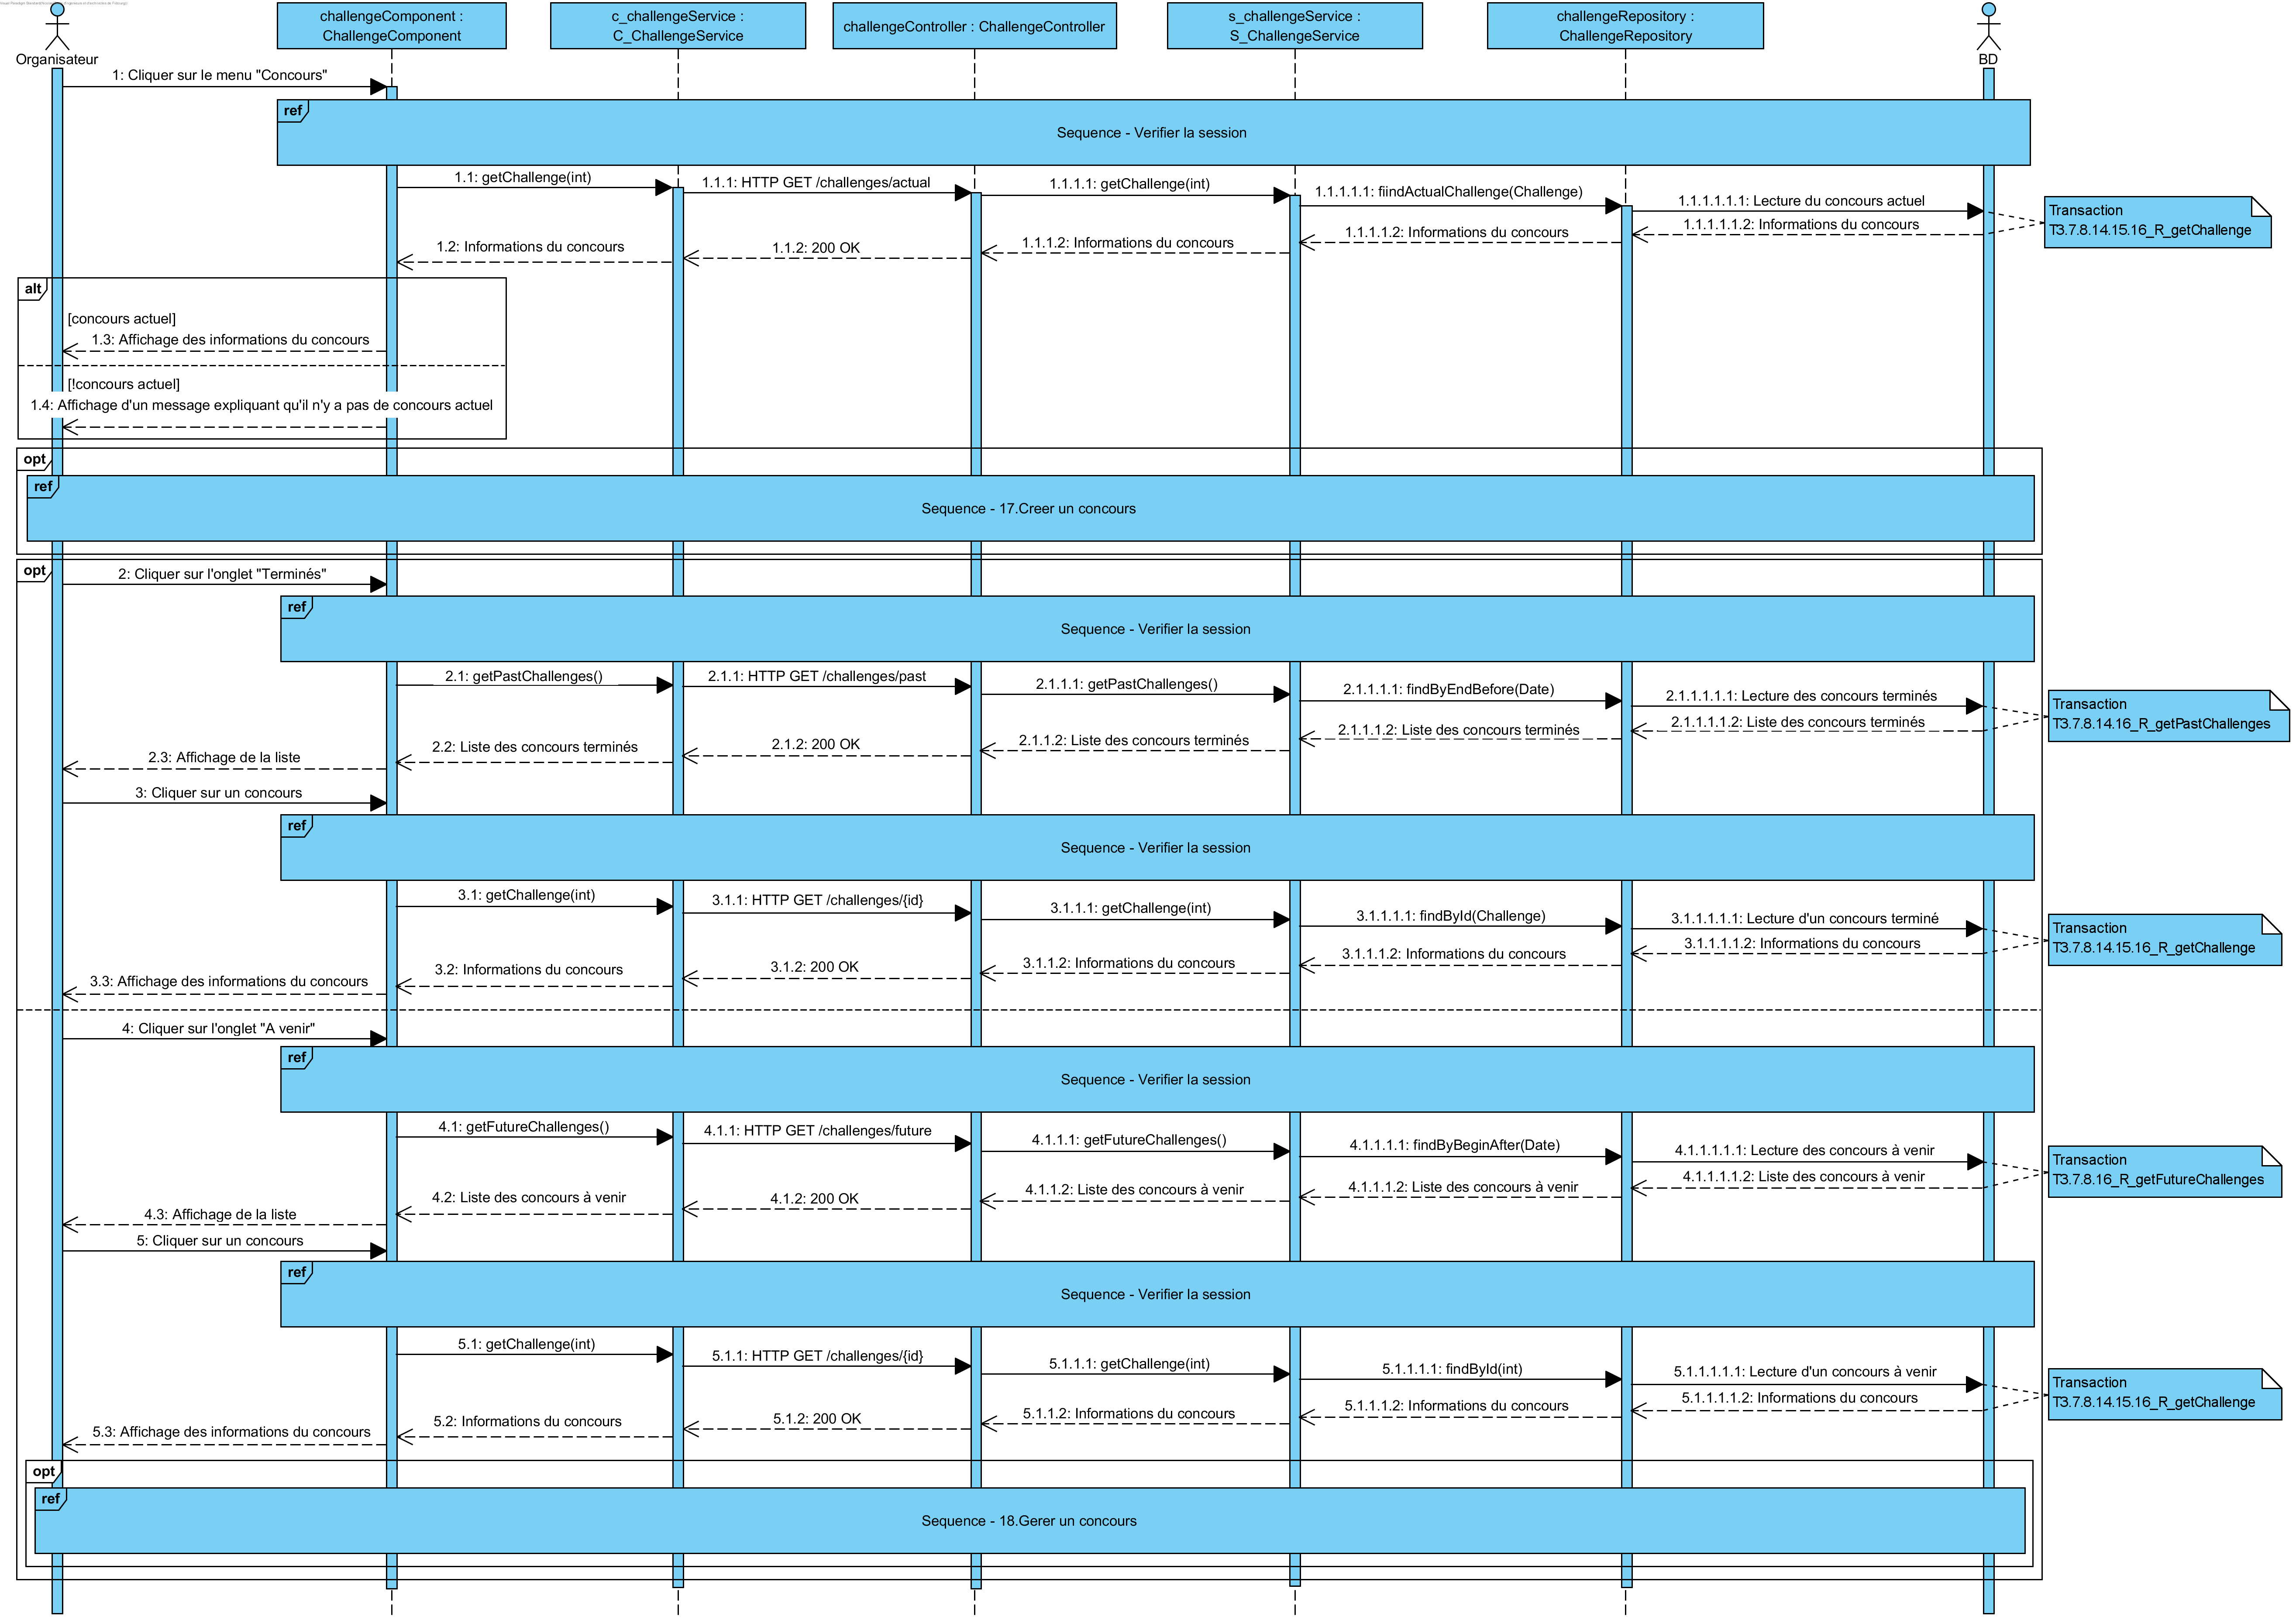 Organisateur
challengeComponent :
ChallengeComponent
c_challengeService :
C_ChallengeService
challengeController : ChallengeController
s_challengeService :
S_ChallengeService
challengeRepository :
ChallengeRepository
BD
1: Cliquer sur le menu "Concours"
ref
Sequence - Verifier la session
1.1: getChallenge(int)
1.1.1: HTTP GET /challenges/actual
1.1.1.1: getChallenge(int)
1.1.1.1.1: fiindActualChallenge(Challenge)
1.1.1.1.1.1: Lecture du concours actuel
Transaction
T3.7.8.14.15.16_R_getChallenge
1.1.1.1.1.2: Informations du concours
1.1.1.1.2: Informations du concours
1.1.1.2: Informations du concours
1.1.2: 200 OK
1.2: Informations du concours
alt
[concours actuel]
1.3: Affichage des informations du concours
[!concours actuel]
1.4: Affichage d'un message expliquant qu'il n'y a pas de concours actuel
opt
ref
Sequence - 17.Creer un concours
opt
2: Cliquer sur l'onglet "Terminés"
ref
Sequence - Verifier la session
2.1: getPastChallenges()
2.1.1: HTTP GET /challenges/past
2.1.1.1: getPastChallenges()
2.1.1.1.1: findByEndBefore(Date)
2.1.1.1.1.1: Lecture des concours terminés
Transaction
T3.7.8.14.16_R_getPastChallenges
2.1.1.1.1.2: Liste des concours terminés
2.1.1.1.2: Liste des concours terminés
2.1.1.2: Liste des concours terminés
2.1.2: 200 OK
2.2: Liste des concours terminés
2.3: Affichage de la liste
3: Cliquer sur un concours
ref
Sequence - Verifier la session
3.1: getChallenge(int)
3.1.1: HTTP GET /challenges/{id}
3.1.1.1: getChallenge(int)
3.1.1.1.1: findById(Challenge)
3.1.1.1.1.1: Lecture d'un concours terminé
Transaction
T3.7.8.14.15.16_R_getChallenge
3.1.1.1.1.2: Informations du concours
3.1.1.1.2: Informations du concours
3.1.1.2: Informations du concours
3.1.2: 200 OK
3.2: Informations du concours
3.3: Affichage des informations du concours
4: Cliquer sur l'onglet "A venir"
ref
Sequence - Verifier la session
4.1: getFutureChallenges()
4.1.1: HTTP GET /challenges/future
4.1.1.1: getFutureChallenges()
4.1.1.1.1: findByBeginAfter(Date)
4.1.1.1.1.1: Lecture des concours à venir
Transaction
T3.7.8.16_R_getFutureChallenges
4.1.1.1.1.2: Liste des concours à venir
4.1.1.1.2: Liste des concours à venir
4.1.1.2: Liste des concours à venir
4.1.2: 200 OK
4.2: Liste des concours à venir
4.3: Affichage de la liste
5: Cliquer sur un concours
ref
Sequence - Verifier la session
5.1: getChallenge(int)
5.1.1: HTTP GET /challenges/{id}
5.1.1.1: getChallenge(int)
5.1.1.1.1: findById(int)
5.1.1.1.1.1: Lecture d'un concours à venir
Transaction
T3.7.8.14.15.16_R_getChallenge
5.1.1.1.1.2: Informations du concours
5.1.1.1.2: Informations du concours
5.1.1.2: Informations du concours
5.1.2: 200 OK
5.2: Informations du concours
5.3: Affichage des informations du concours
opt
ref
Sequence - 18.Gerer un concours